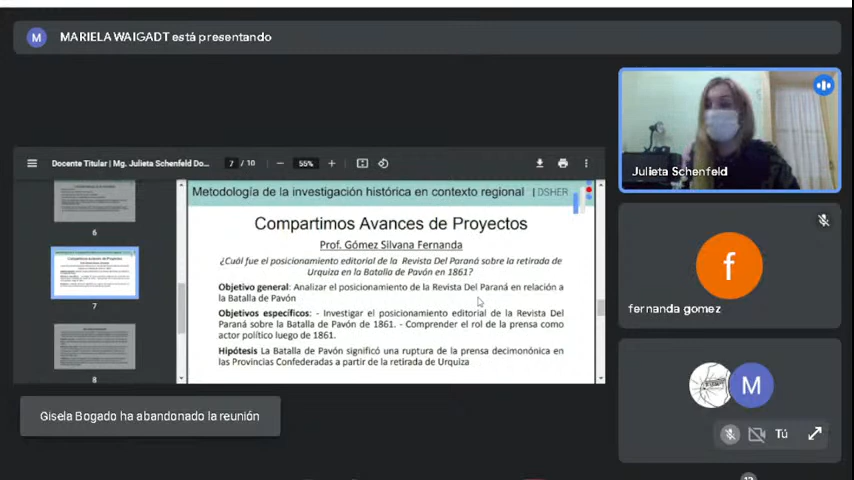 M MARIELA WAIGADT está presentando
Docente Titular | Mg. Julieta Schenfeld Do... 7 / 10 − 55% +
6
7
8
Metodología de la investigación histórica en contexto regional | DSHER
Compartimos Avances de Proyectos
Prof. Gómez Silvana Fernanda
¿Cuál fue el posicionamiento editorial de la Revista Del Paraná sobre la retirada de
Urquiza en la Batalla de Pavón en 1861?
Objetivo general: Analizar el posicionamiento de la Revista Del Paraná en relación a
la Batalla de Pavón
Objetivos específicos: - Investigar el posicionamiento editorial de la Revista Del
Paraná sobre la Batalla de Pavón de 1861. - Comprender el rol de la prensa como
actor político luego de 1861.
Hipótesis La Batalla de Pavón significó una ruptura de la prensa decimonónica en
las Provincias Confederadas a partir de la retirada de Urquiza
Gisela Bogado ha abandonado la reunión
Julieta Schenfeld
f
fernanda gomez
M
Tú